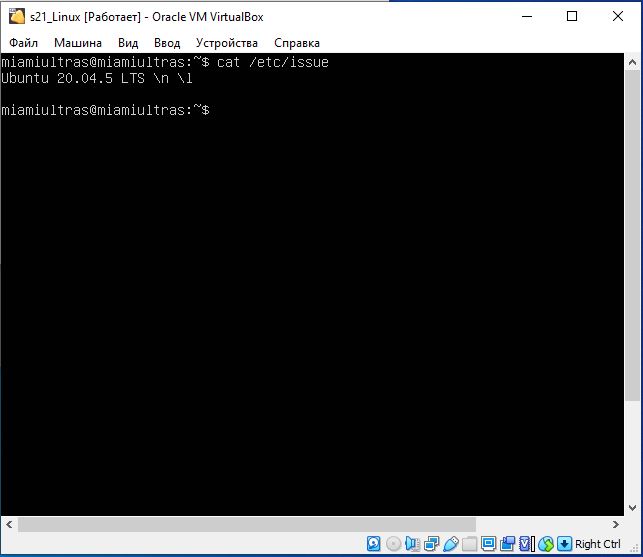 s21_Linux [Работает] - Oracle VM VirtualBox
Файл Машина Вид Ввод Устройства Справка
miamiultras@miamiultras:~$ cat /etc/issue
Ubuntu 20.04.5 LTS \n \l
miamiultras@miamiultras:~$
Right Ctrl